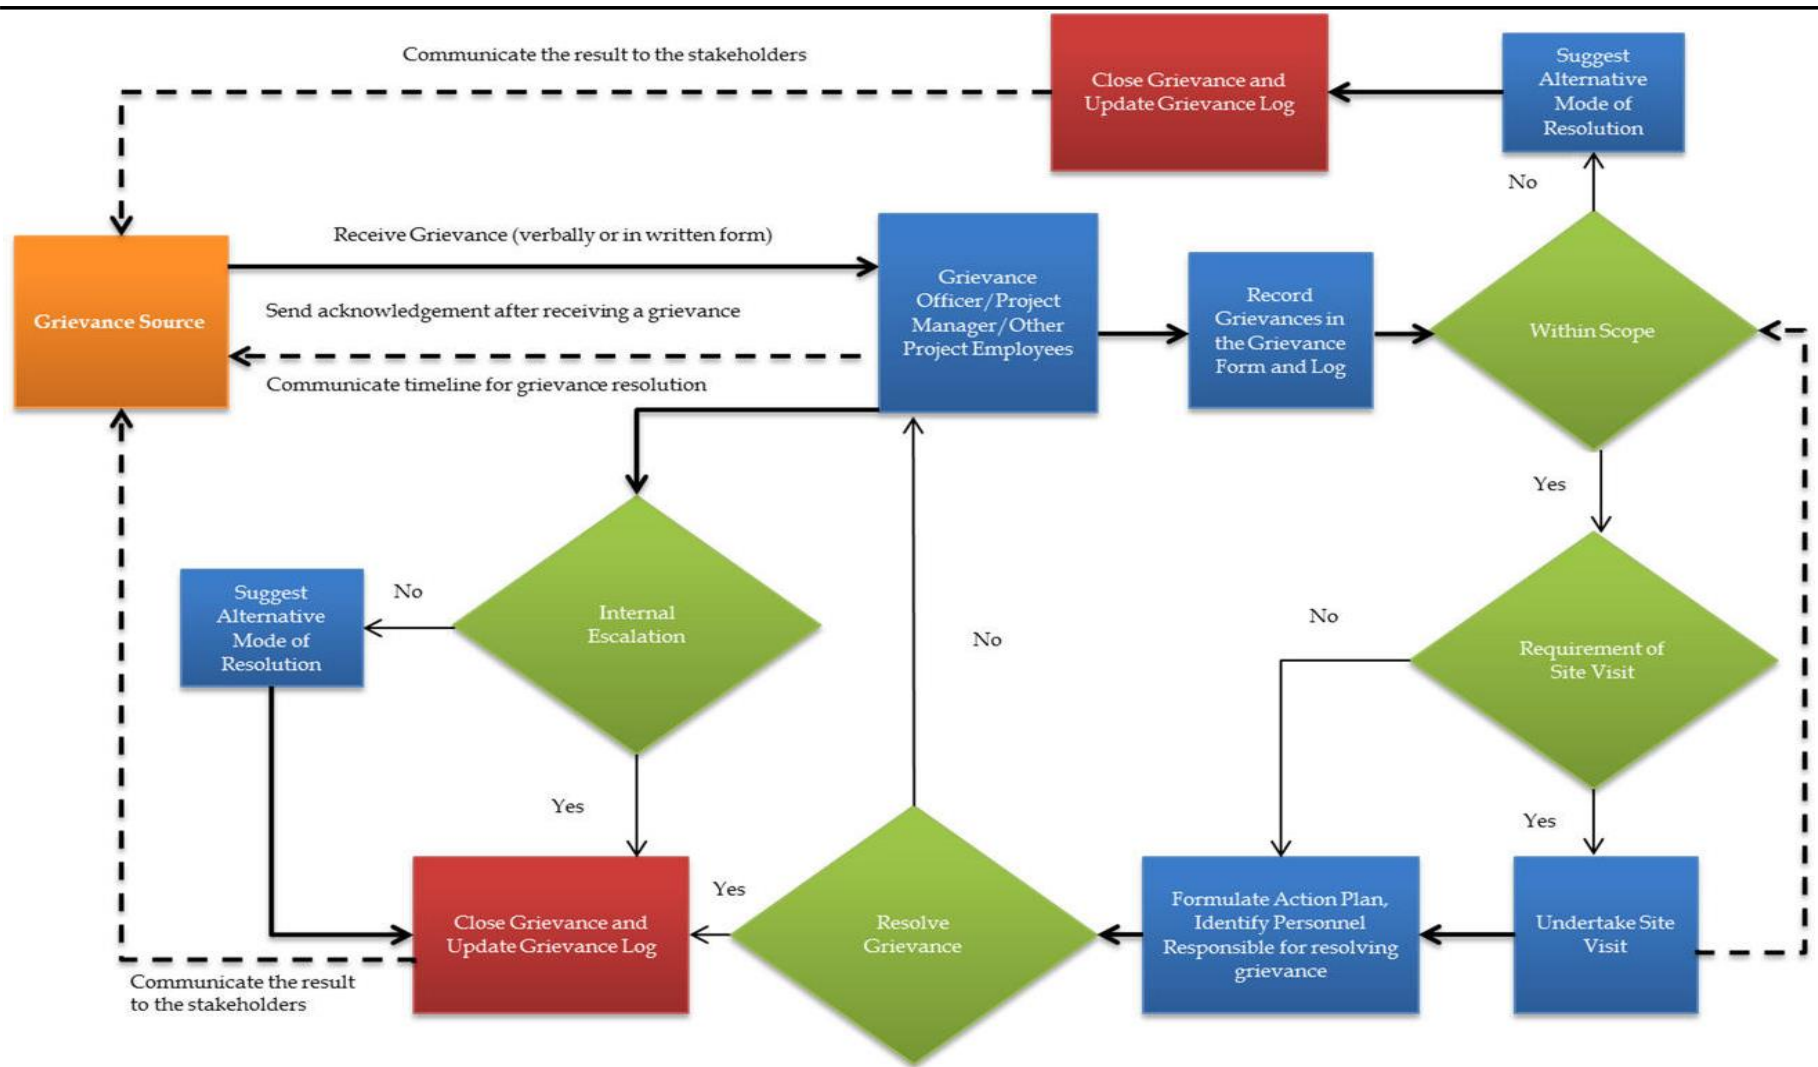 Communicate the result to the stakeholders
Close Grievance and
Update Grievance Log
Suggest
Alternative
Mode of
Resolution
No
Receive Grievance (verbally or in written form)
Grievance Source
Send acknowledgement after receiving a grievance
Communicate timeline for grievance resolution
Grievance
Officer/Project
Manager/Other
Project Employees
Record
Grievances in
the Grievance
Form and Log
Within Scope
Yes
Suggest
Alternative
Mode of
Resolution
No
Internal
Escalation
No
No
Requirement of
Site Visit
Yes
Yes
Yes
Close Grievance and
Update Grievance Log
Resolve
Grievance
Formulate Action Plan,
Identify Personnel
Responsible for resolving
grievance
Undertake Site
Visit
Communicate the result
to the stakeholders